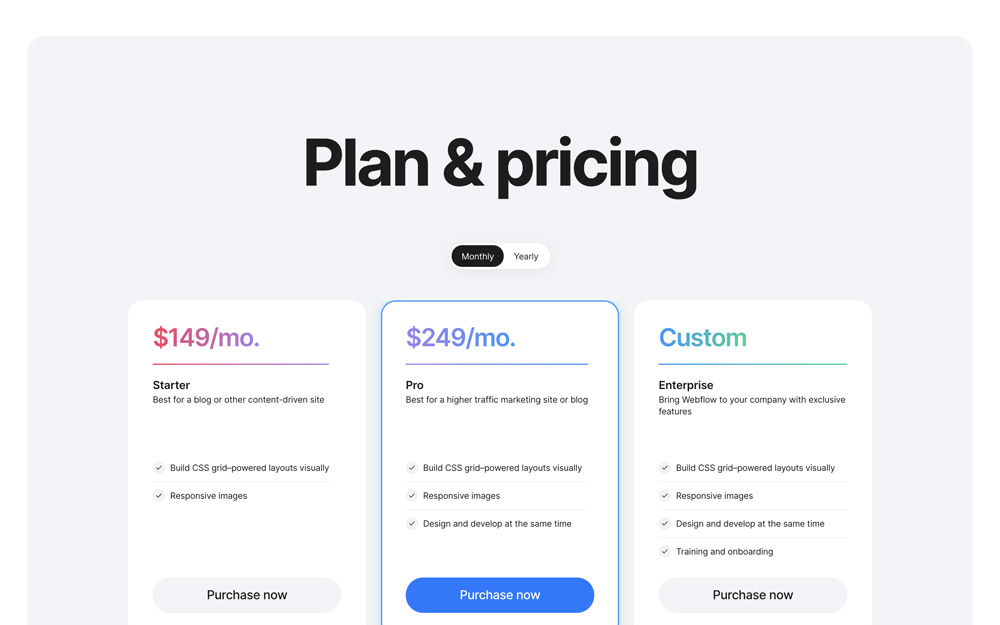 Plan & pricing
Monthly
Yearly
$149/mo.
Starter
Best for a blog or other content-driven site
Build CSS grid–powered layouts visually
Responsive images
Purchase now
$249/mo.
Pro
Best for a higher traffic marketing site or blog
Build CSS grid–powered layouts visually
Responsive images
Design and develop at the same time
Purchase now
Custom
Enterprise
Bring Webflow to your company with exclusive
features
Build CSS grid–powered layouts visually
Responsive images
Design and develop at the same time
Training and onboarding
Purchase now